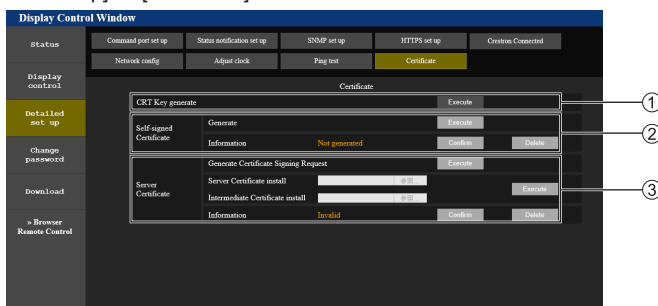 Display Control Window
Status
Display
control
Detailed
set up
Change
password
Download
» Browser
Remote Control
Command port set up
Status notification set up
SNMP set up
HTTPS set up
Crestron Connected
Network config
Adjust clock
Ping test
Certificate
Certificate
CRT Key generate
Execute
1
Self-signed
Certificate
Generate
Execute
Information
Not generated
Confirm
Delete
2
Server
Certificate
Generate Certificate Signing Request
Execute
Server Certificate install
Intermediate Certificate install
Execute
Information
Invalid
Confirm
Delete
3